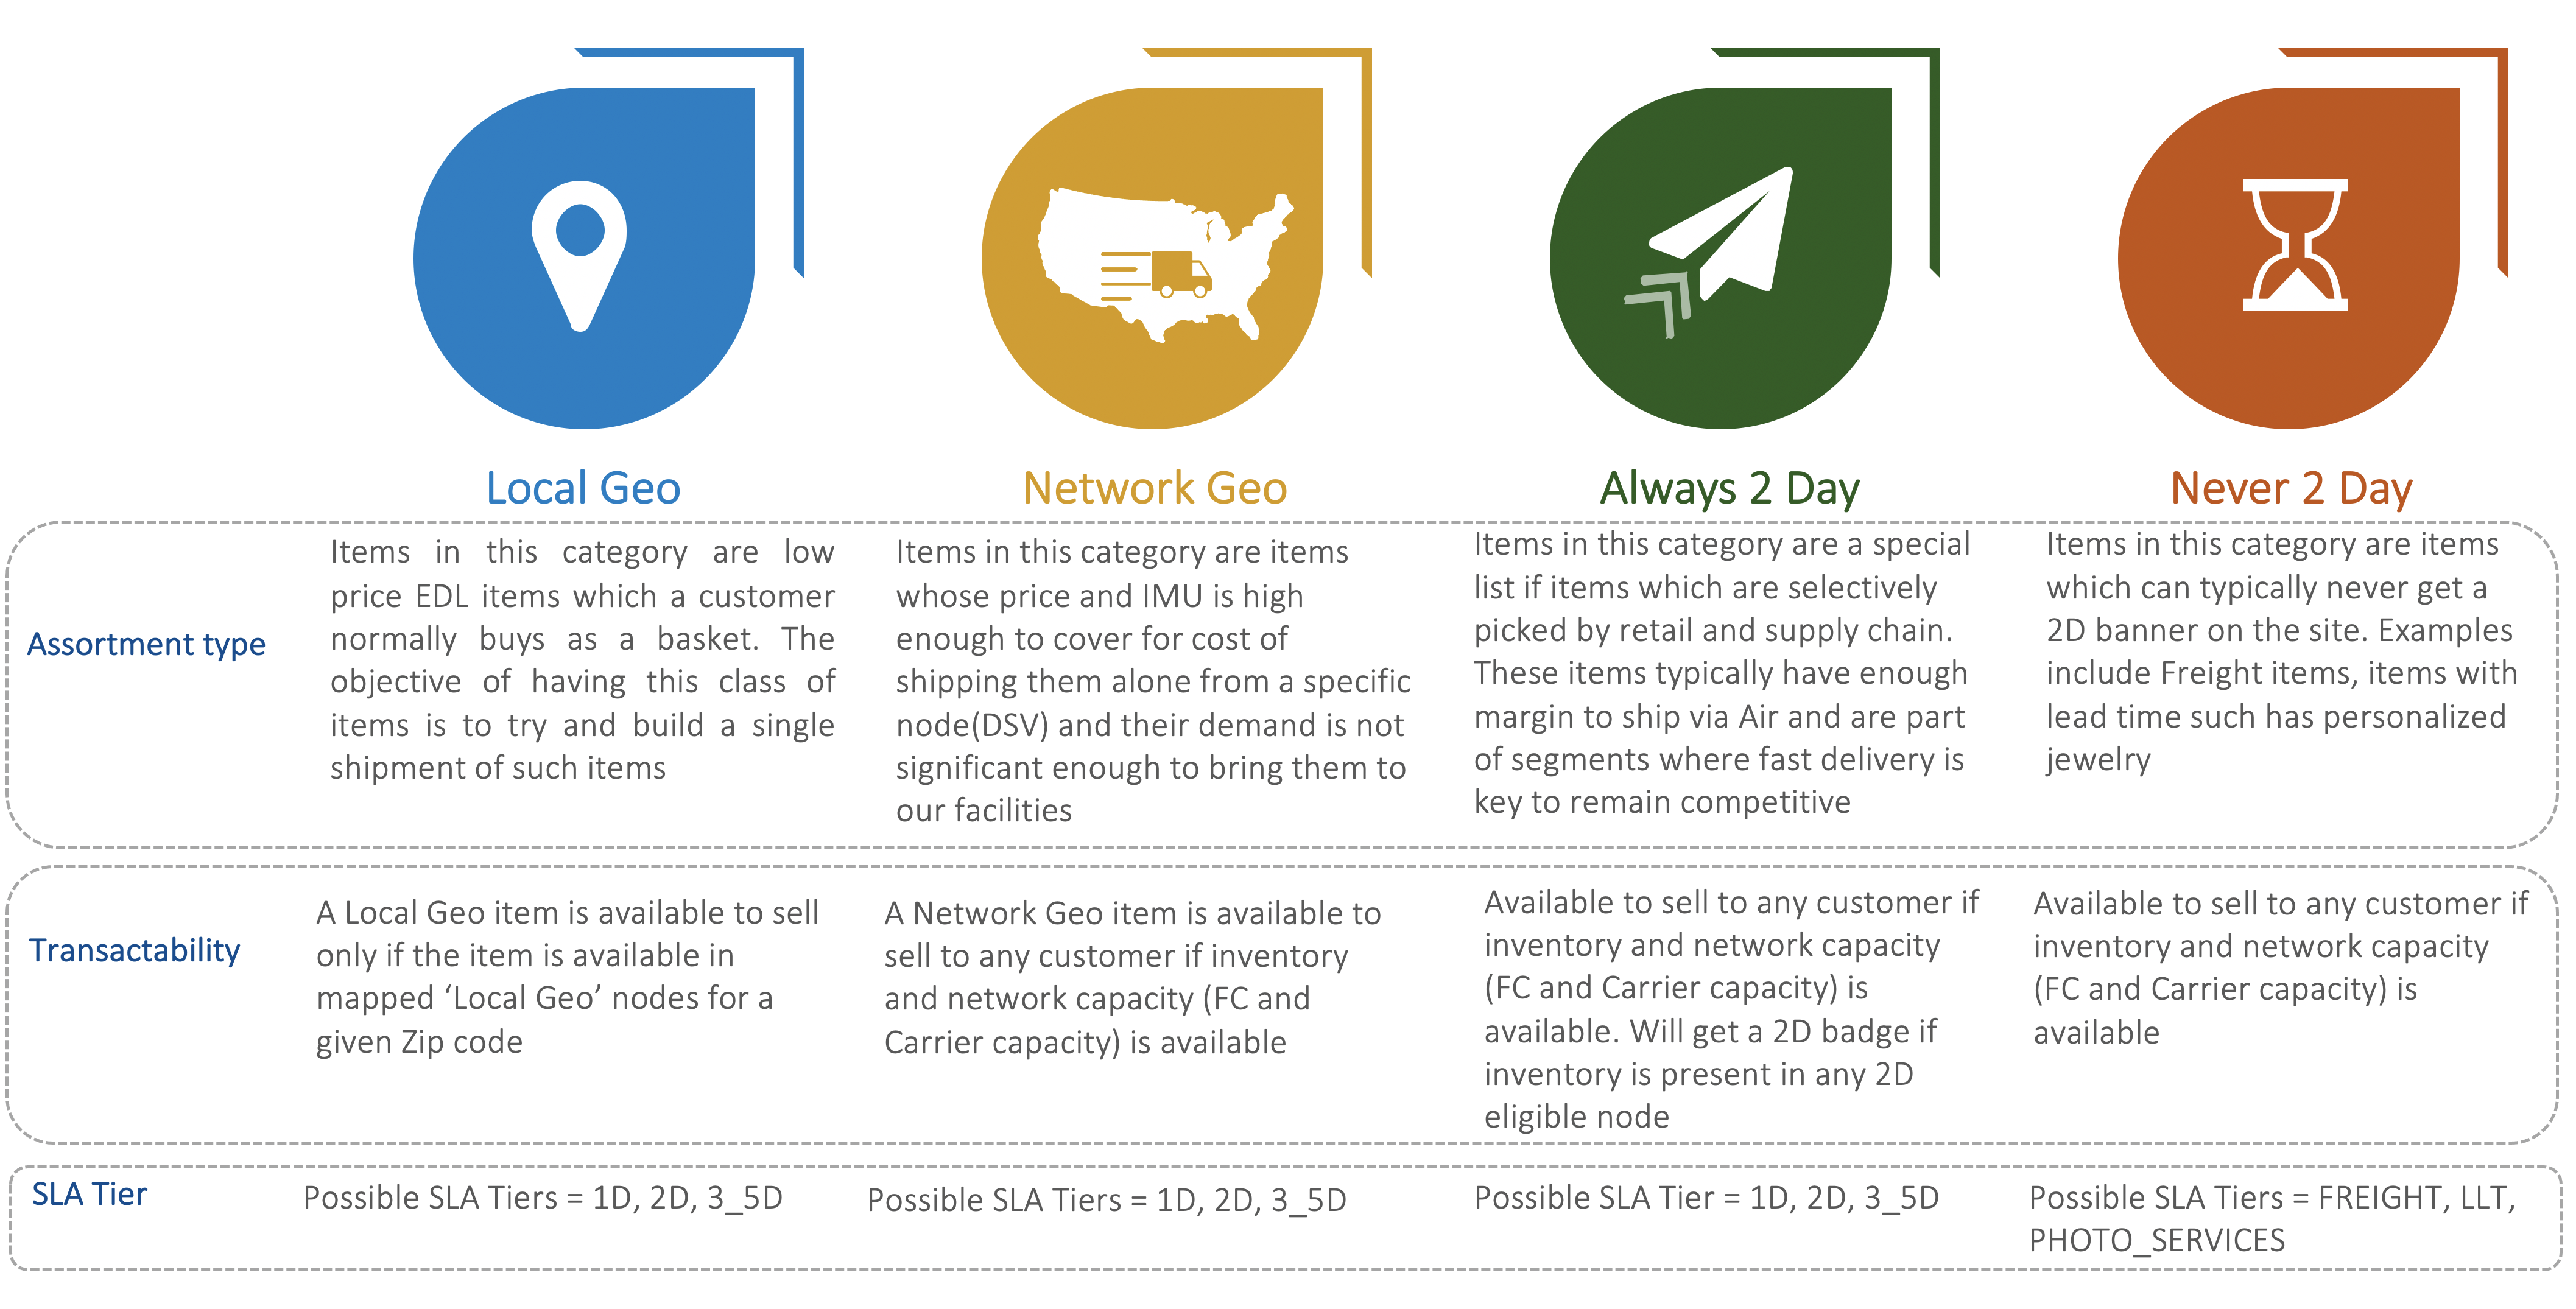 Local Geo
Network Geo
Always 2 Day
Never 2 Day
Assortment type
Items in this category are low
price EDL items which a customer
normally buys as a basket. The
objective of having this class of
items is to try and build a single
shipment of such items
Items in this category are items
whose price and IMU is high
enough to cover for cost of
shipping them alone from a specific
node(DSV) and their demand is not
significant enough to bring them to
our facilities
Items in this category are a special
list if items which are selectively
picked by retail and supply chain.
These items typically have enough
margin to ship via Air and are part
of segments where fast delivery is
key to remain competitive
Items in this category are items
which can typically never get a
2D banner on the site. Examples
include Freight items, items with
lead time such has personalized
jewelry
Transactability
A Local Geo item is available to sell
only if the item is available in
mapped ‘Local Geo’ nodes for a
given Zip code
A Network Geo item is available to
sell to any customer if inventory
and network capacity (FC and
Carrier capacity) is available
Available to sell to any customer if
inventory and network capacity
(FC and Carrier capacity) is
available. Will get a 2D badge if
inventory is present in any 2D
eligible node
Available to sell to any customer if
inventory and network capacity
(FC and Carrier capacity) is
available
SLA Tier
Possible SLA Tiers = 1D, 2D, 3_5D
Possible SLA Tiers = 1D, 2D, 3_5D
Possible SLA Tier = 1D, 2D, 3_5D
Possible SLA Tiers = FREIGHT, LLT,
PHOTO_SERVICES